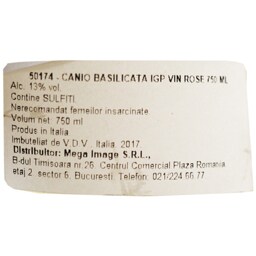 50174 - CANIO BASILICATA IGP VIN ROSE 750 ML
Alc. 13% vol.
Contine SULFITI.
Nerecomandat femeilor insarcinate
Volum net: 750 ml
Produs in Italia
Imbuteliat de V.D.V. Italia 2017.
Distribuitor: Mega Image S.R.L.,
B-dul Timisoara nr.26. Centrul Comercial Plaza Romania.
etaj 2 sector 6. Bucuresti. Telefon. 021/224 66 77